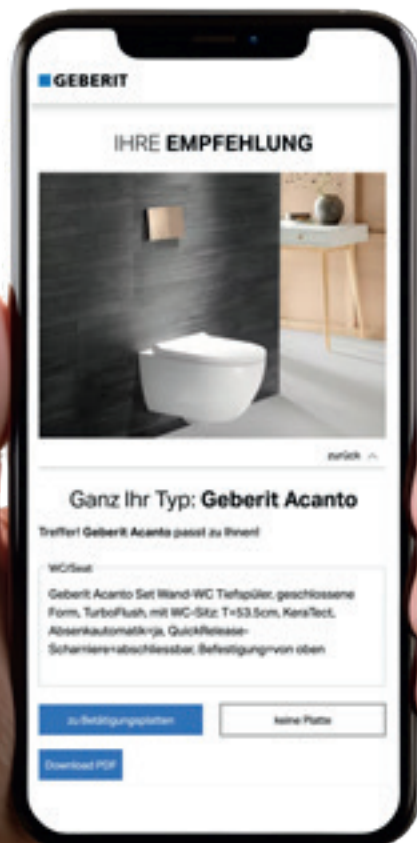 GEBERIT
IHRE EMPFEHLUNG
zurück
Ganz Ihr Typ: Geberit Acanto
Treffer! Geberit Acanto passt zu Ihnen!
WC/Seat
Geberit Acanto Set Wand-WC Tiefspüler, geschlossene
Form, TurboFlush, mit WC-Sitz: T=53.5cm, KeraTect,
Absenkautomatik=ja, QuickRelease-
Scharniere=abschliessbar, Befestigung=von oben
zu Betätigungsplatten
keine Platte
Download PDF